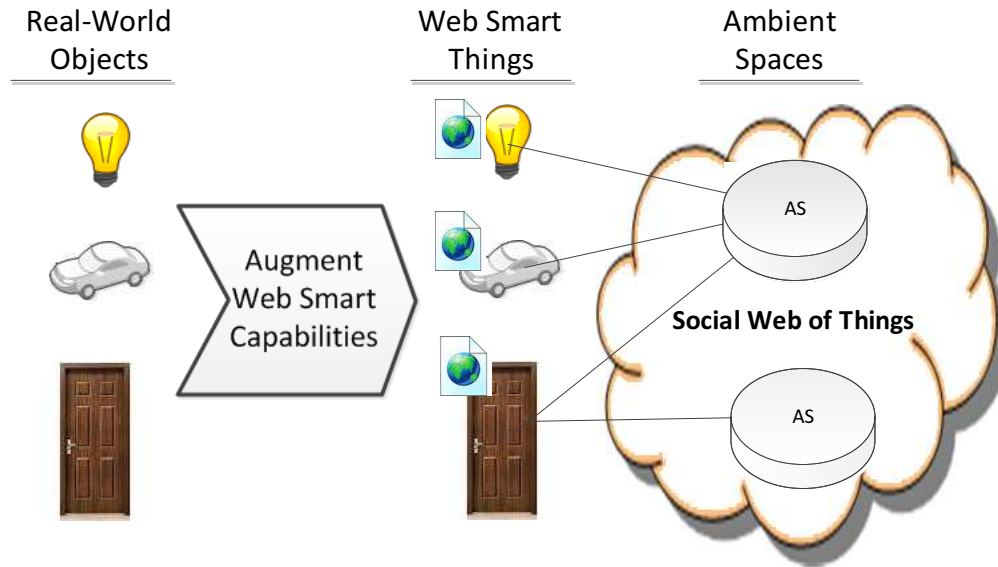 Real-World
Objects
Web Smart
Things
Ambient
Spaces
Augment
Web Smart
Capabilities
AS
Social Web of Things
AS